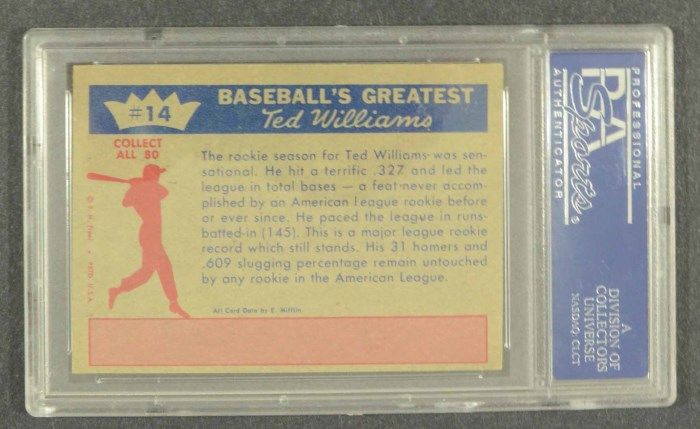 #14
BASEBALL'S GREATEST
Ted Williams
COLLECT
ALL 80
The rookie season for Ted Williams was sen-
sational. He hit a terrific .327 and led the
league in total bases — a feat never accom-
plished by an American League rookie before
or ever since. He paced the league in runs-
batted-in (145). This is a major league rookie
record which still stands. His 31 homers and
.609 slugging percentage remain untouched
by any rookie in the American League.
All Card Data by E. Mifflin
© F. H. Fleer • PRTD. U.S.A.
PROFESSIONAL
PSA
Sports
AUTHENTICATOR
A
DIVISION OF
COLLECTORS
UNIVERSE
NASDAQ: CLCT